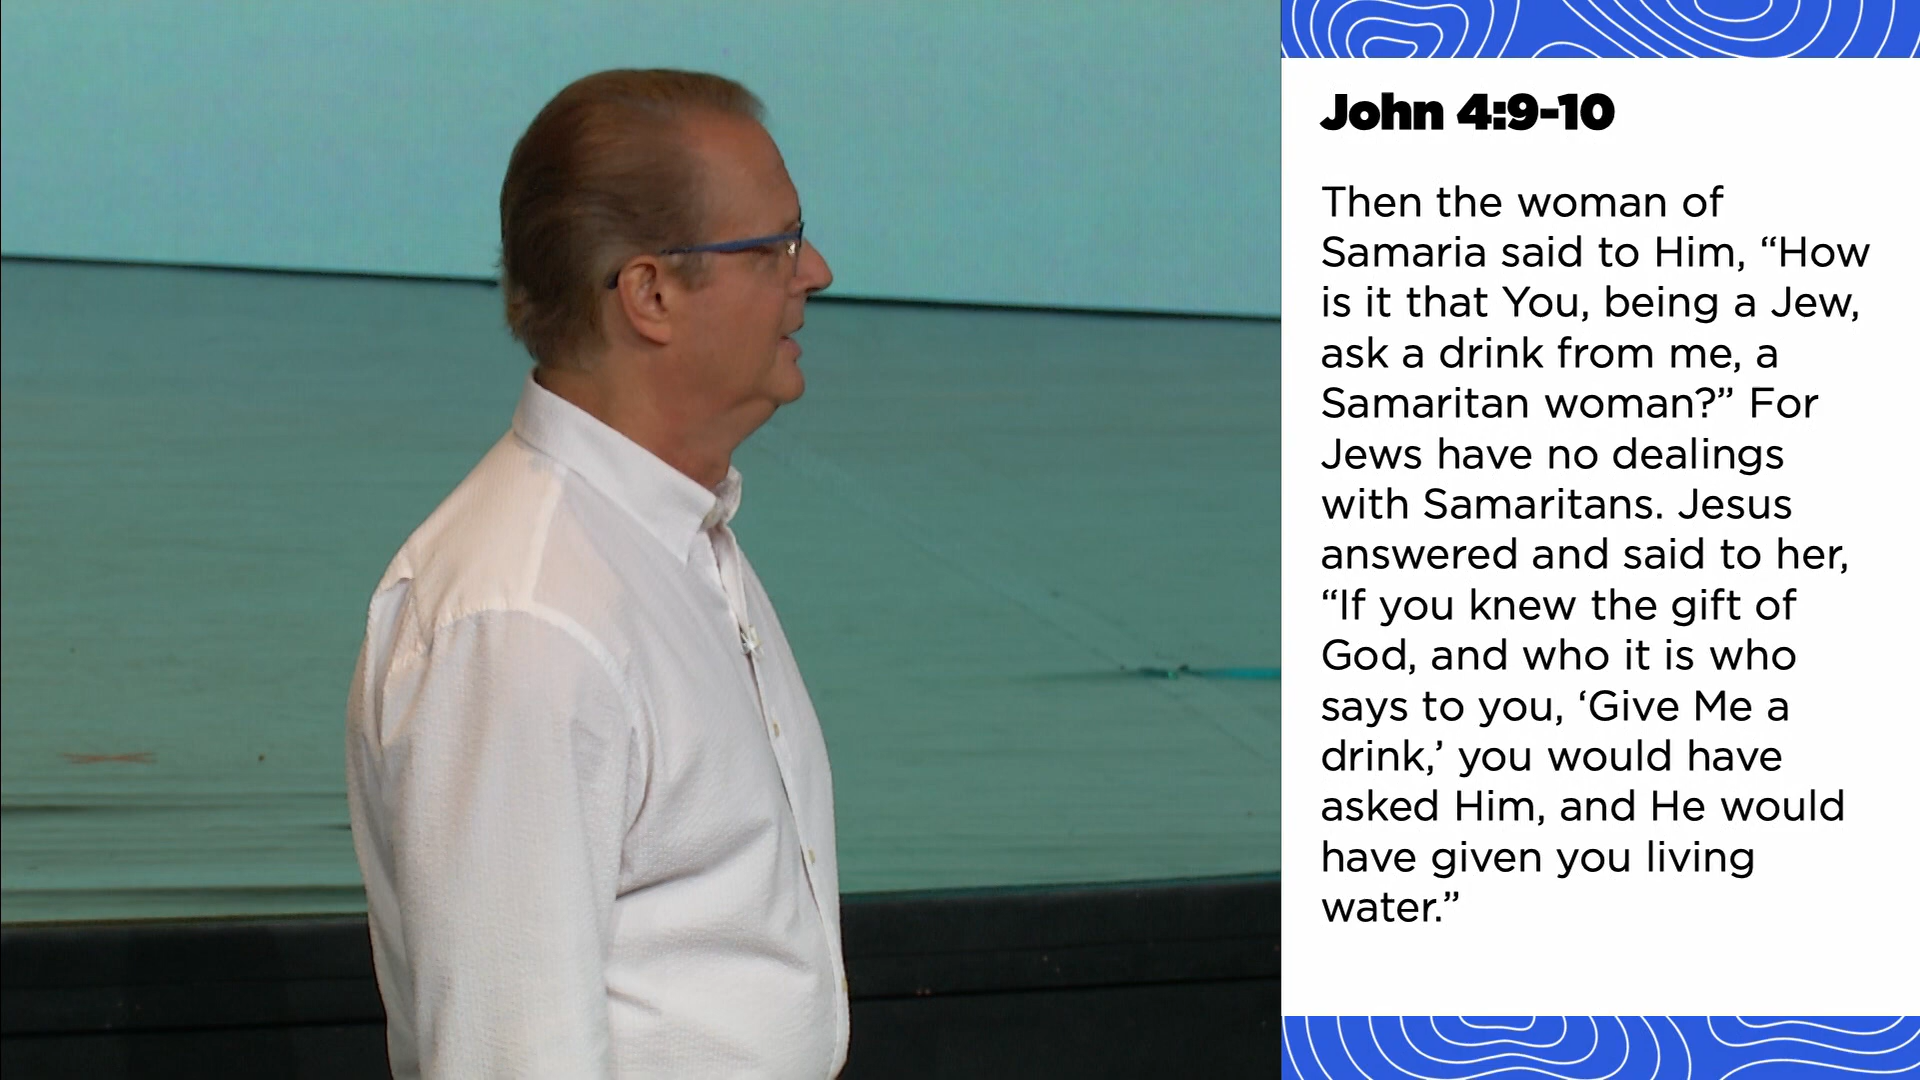 John 4:9-10
Then the woman of
Samaria said to Him, “How
is it that You, being a Jew,
ask a drink from me, a
Samaritan woman?” For
Jews have no dealings
with Samaritans. Jesus
answered and said to her,
“If you knew the gift of
God, and who it is who
says to you, ‘Give Me a
drink,’ you would have
asked Him, and He would
have given you living
water.”